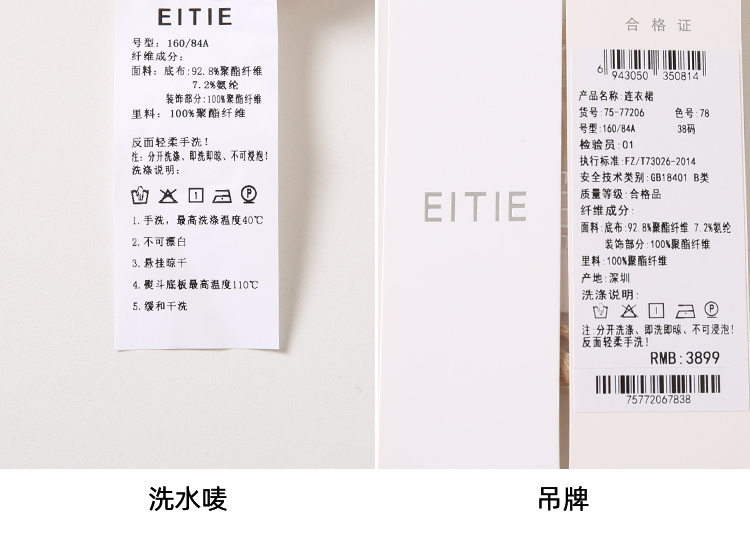 EITIE
号型: 160/84A
纤维成分:
面料: 底布:92.8%聚酯纤维
7.2%氨纶
装饰部分:100%聚酯纤维
里料: 100%聚酯纤维
反面轻柔手洗!
注: 分开洗涤、即洗即晾、不可浸泡!
洗涤说明:
1.手洗, 最高洗涤温度40℃
2.不可漂白
3.悬挂晾干
4.熨斗底板最高温度110℃
5.缓和干洗
洗水唛
EITIE
合格证
6 943050 350814
产品名称:连衣裙
货号:75-77206 色号:78
号型:160/84A 38码
检验员:01
执行标准:FZ/T73026-2014
安全技术类别:GB18401 B类
质量等级:合格品
纤维成分:
面料:底布:92.8%聚酯纤维 7.2%氨纶
装饰部分:100%聚酯纤维
里料:100%聚酯纤维
产地:深圳
洗涤说明:
注:分开洗涤、即洗即晾、不可浸泡!
反面轻柔手洗!
RMB:3899
75772067838
吊牌